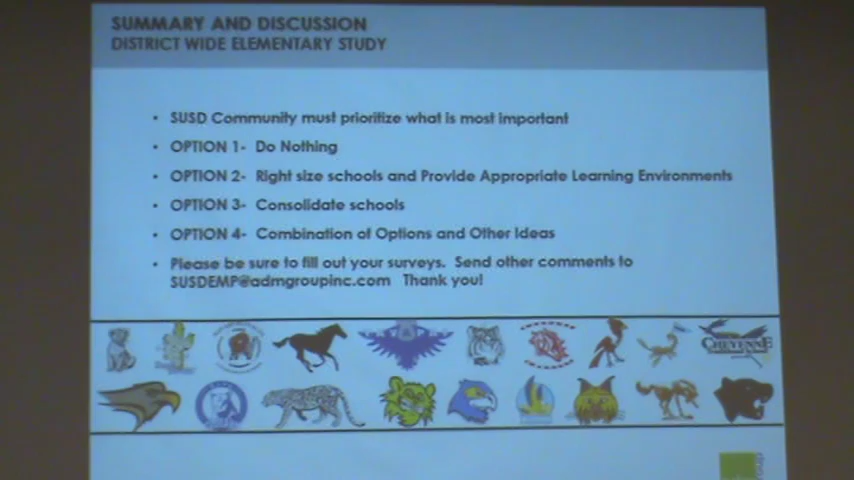 SUMMARY AND DISCUSSION
DISTRICT WIDE ELEMENTARY STUDY
• SUSD Community must prioritize what is most important
• OPTION 1- Do Nothing
• OPTION 2- Right size schools and Provide Appropriate Learning Environments
• OPTION 3- Consolidate schools
• OPTION 4- Combination of Options and Other Ideas
• Please be sure to fill out your surveys. Send other comments to
SUSDEMP@admgroupinc.com Thank you!
CHEYENNE